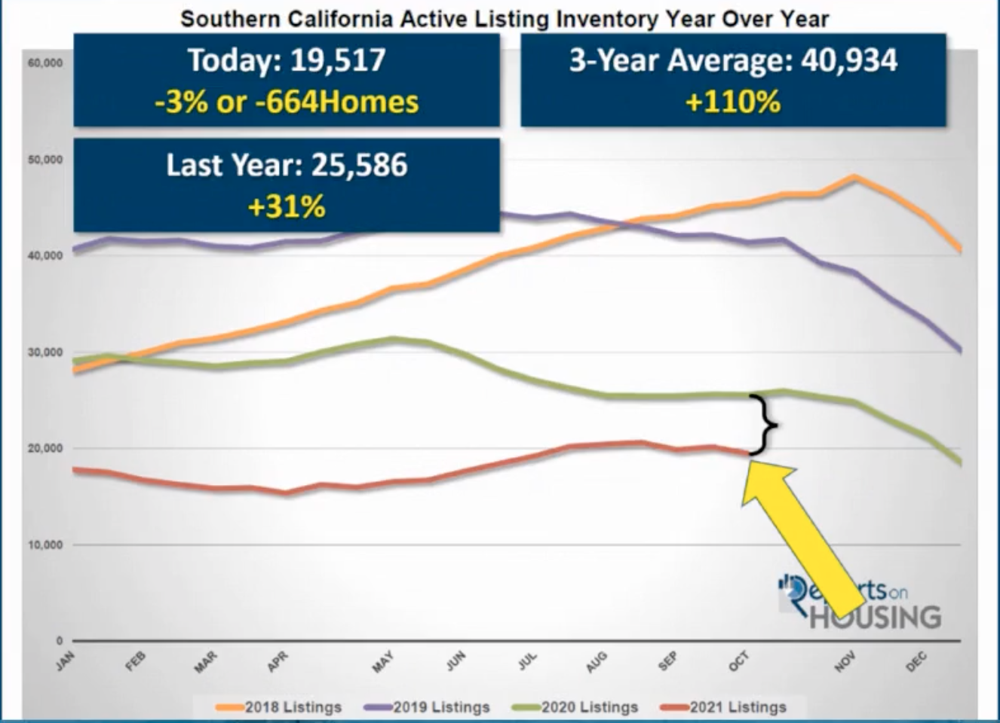 Southern California Active Listing Inventory Year Over Year
Today: 19,517
-3% or -664Homes
3-Year Average: 40,934
+110%
Last Year: 25,586
+31%
60,000
50,000
40,000
30,000
20,000
10,000
0
JAN FEB MAR APR MAY JUN JUL AUG SEP OCT NOV DEC
on
HOUSING
2018 Listings 2019 Listings 2020 Listings 2021 Listings